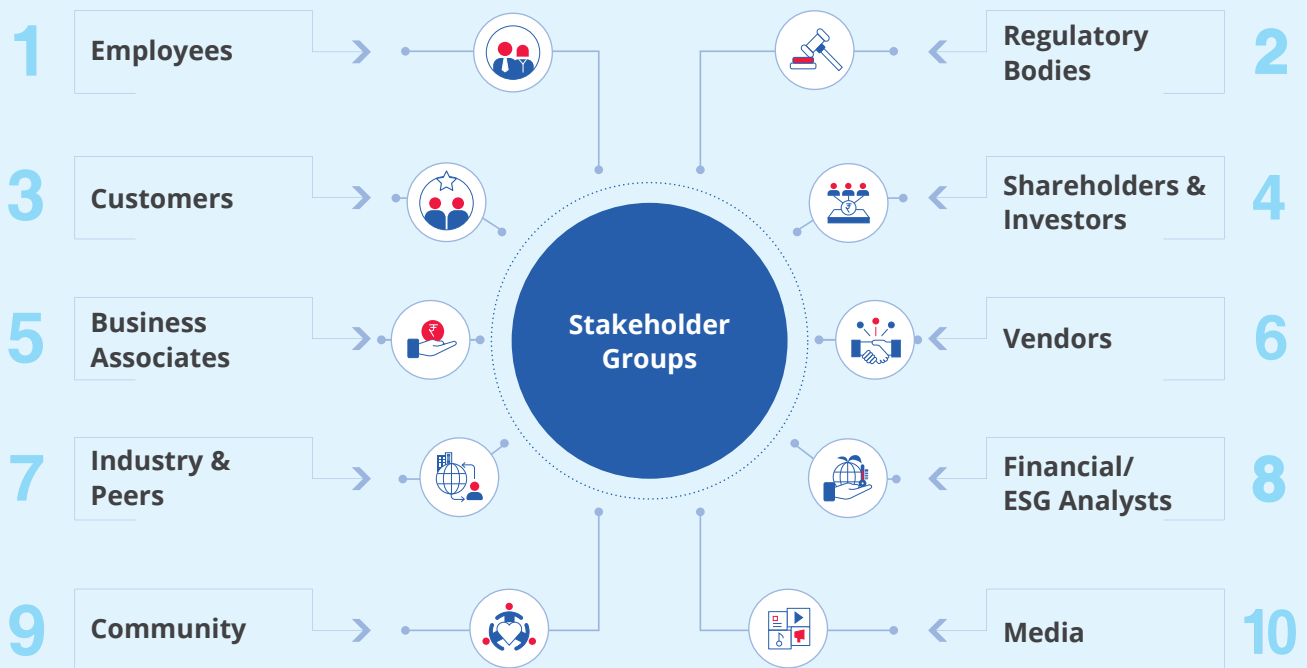 1
Employees
2
Regulatory
Bodies
3
Customers
4
Shareholders &
Investors
5
Business
Associates
Stakeholder
Groups
6
Vendors
7
Industry &
Peers
8
Financial/
ESG Analysts
9
Community
10
Media
₹
₹